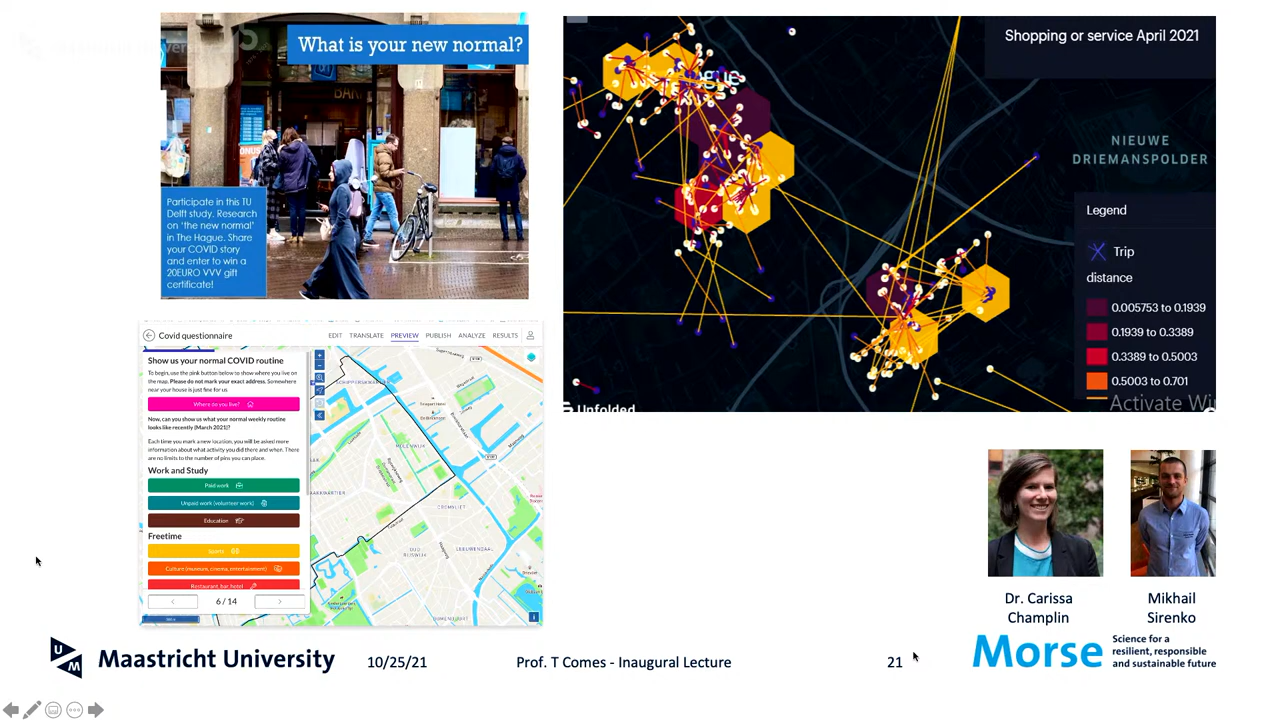 What is your new normal?
Participate in this TU
Delft study. Research
on 'the new normal'
in The Hague. Share
your COVID story
and enter to win a
20EURO VVV gift
certificate!
Shopping or service April 2021
NIEUWE
DRIEMANSPOLDER
Legend
Trip
distance
0.005753 to 0.1939
0.1939 to 0.3389
0.3389 to 0.5003
0.5003 to 0.701
Activate Wi
Unfolded
Covid questionnaire
EDIT TRANSLATE PREVIEW PUBLISH ANALYZE RESULTS
Show us your normal COVID routine
To begin, use the pink button below to show where you live on
the map. Please do not mark your exact address. Somewhere
near your house is just fine for us.
Where do you live?
Now, can you show us what your normal weekly routine
looks like recently (March 2021)?
Each time you mark a new location, you will be asked more
information about what activity you did there and when. There
are no limits to the number of pins you can place.
Work and Study
Paid work
Unpaid work (volunteer work)
Education
Freetime
Sports
Culture (museum, cinema, entertainment)
Restaurant, bar, hotel
6 / 14
Dr. Carissa
Champlin
Mikhail
Sirenko
UM
Maastricht University
10/25/21
Prof. T Comes - Inaugural Lecture
21
Morse
Science for a
resilient, responsible
and sustainable future